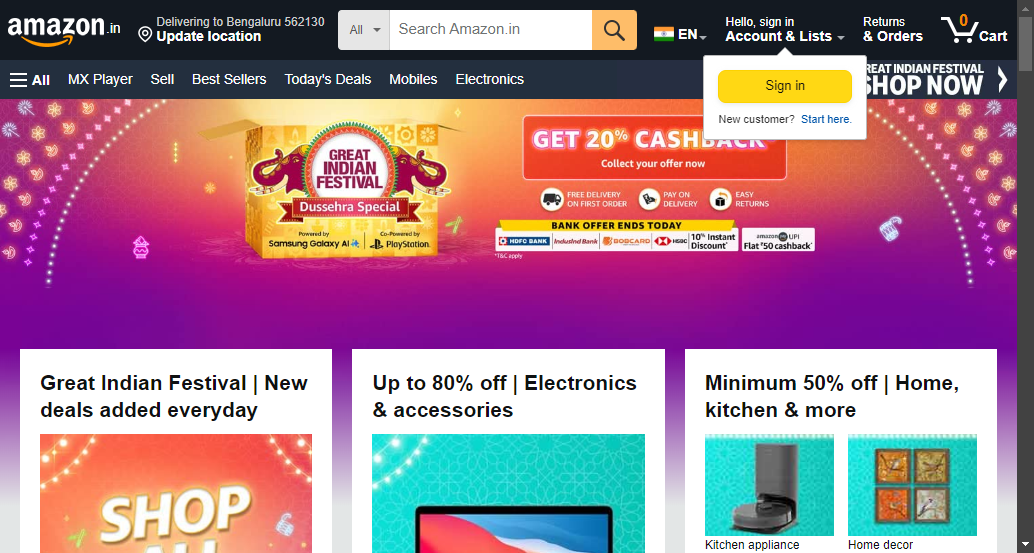 amazon.in
Delivering to Bengaluru 562130
Update location
All
Search Amazon.in
EN
Hello, sign in
Account & Lists
Returns
& Orders
0
Cart
All
MX Player
Sell
Best Sellers
Today's Deals
Mobiles
Electronics
GREAT INDIAN FESTIVAL
SHOP NOW
Sign in
New customer? Start here.
GREAT
INDIAN
FESTIVAL
Dussehra Special
Powered by
Samsung Galaxy AI
Co-Powered by
PlayStation.
GET 20% CASHBACK
Collect your offer now
FREE DELIVERY
ON FIRST ORDER
PAY ON
DELIVERY
EASY
RETURNS
BANK OFFER ENDS TODAY
HDFC BANK
IndusInd Bank
BOBCARD
HSBC
10% Instant
Discount*
amazon pay UPI
Flat ₹50 cashback*
*T&C apply
Great Indian Festival | New
deals added everyday
Up to 80% off | Electronics
& accessories
Minimum 50% off | Home,
kitchen & more
SHOP
ALL
Kitchen appliance
Home decor